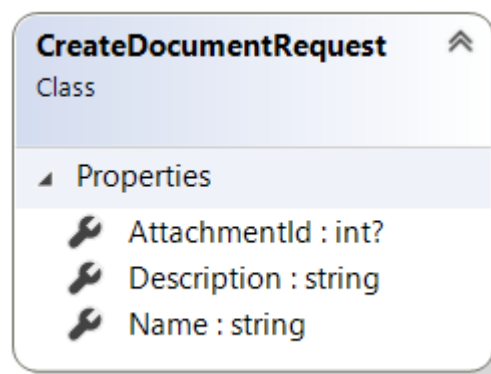 CreateDocumentRequest
Class
Properties
AttachmentId : int?
Description : string
Name : string